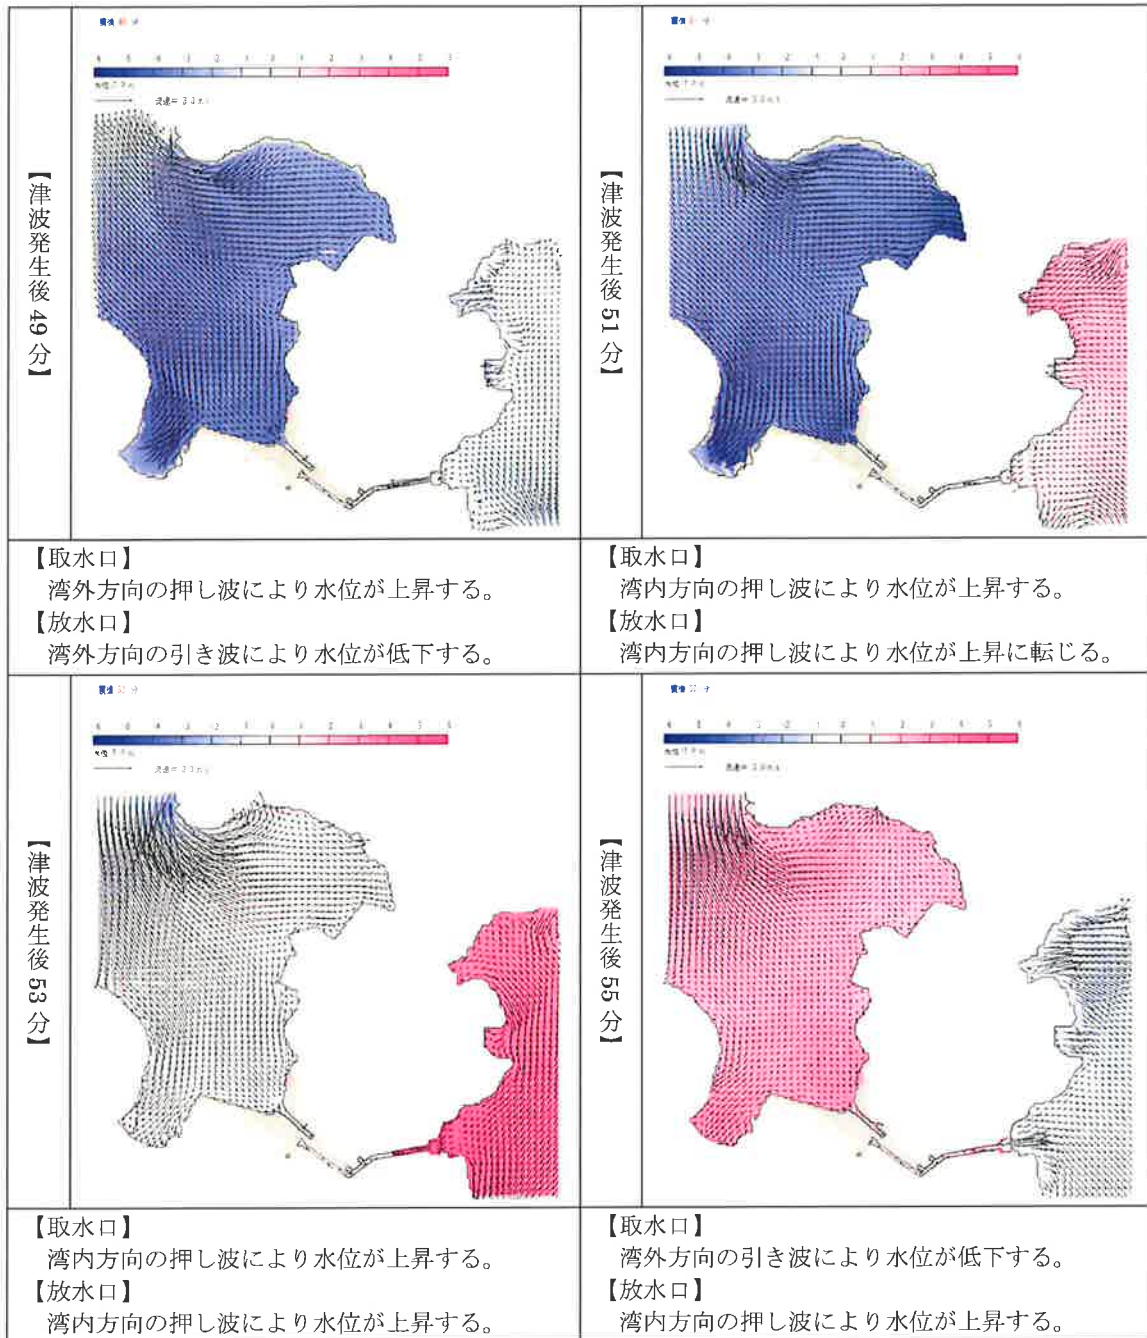 【津波発生後 49 分】
【取水口】
湾外方向の押し波により水位が上昇する。
【放水口】
湾外方向の引き波により水位が低下する。
【津波発生後 51 分】
【取水口】
湾内方向の押し波により水位が上昇する。
【放水口】
湾内方向の押し波により水位が上昇に転じる。
【津波発生後 53 分】
【取水口】
湾内方向の押し波により水位が上昇する。
【放水口】
湾内方向の押し波により水位が上昇する。
【津波発生後 55 分】
【取水口】
湾外方向の引き波により水位が低下する。
【放水口】
湾内方向の押し波により水位が上昇する。